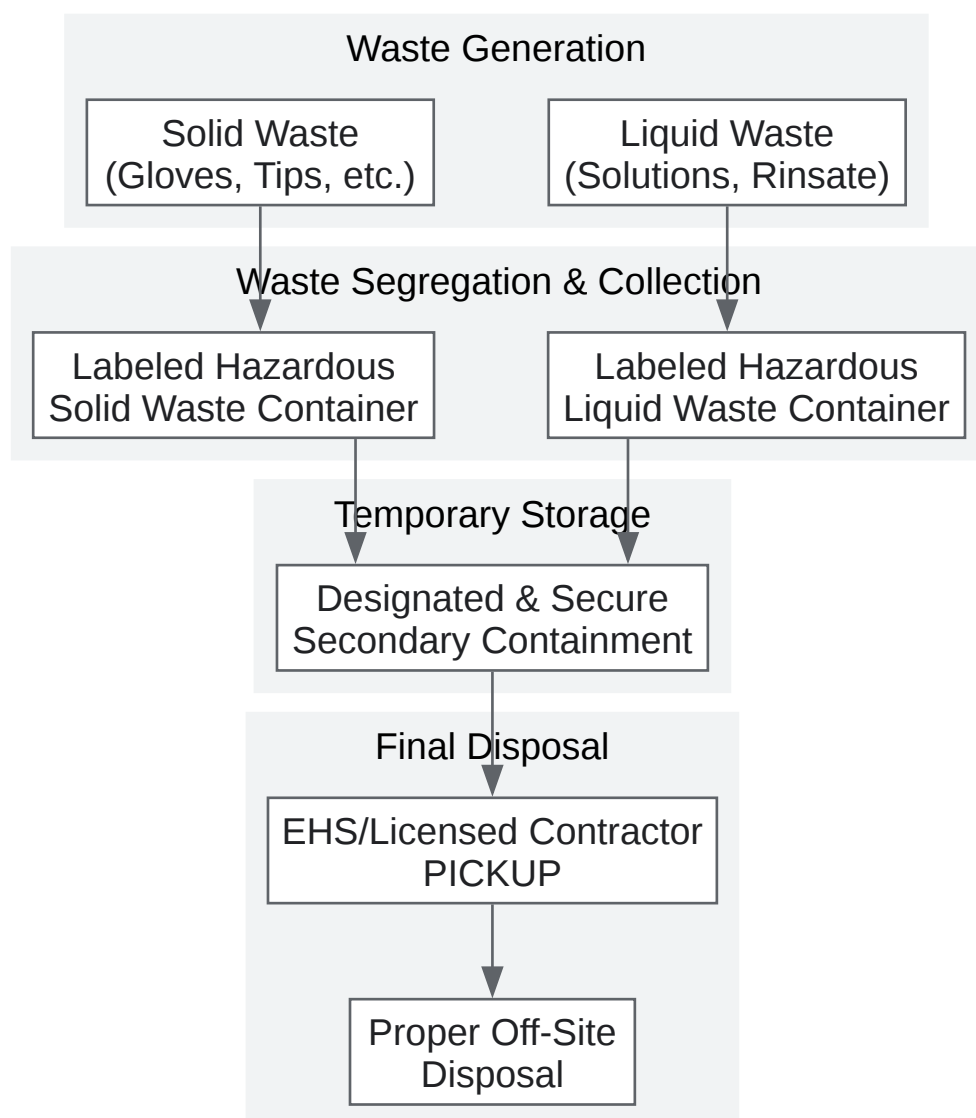 Waste Generation
Solid Waste
(Gloves, Tips, etc.)
Liquid Waste
(Solutions, Rinsate)
Waste Segregation & Collection
Labeled Hazardous
Solid Waste Container
Labeled Hazardous
Liquid Waste Container
Temporary Storage
Designated & Secure
Secondary Containment
Final Disposal
EHS/Licensed Contractor
PICKUP
Proper Off-Site
Disposal